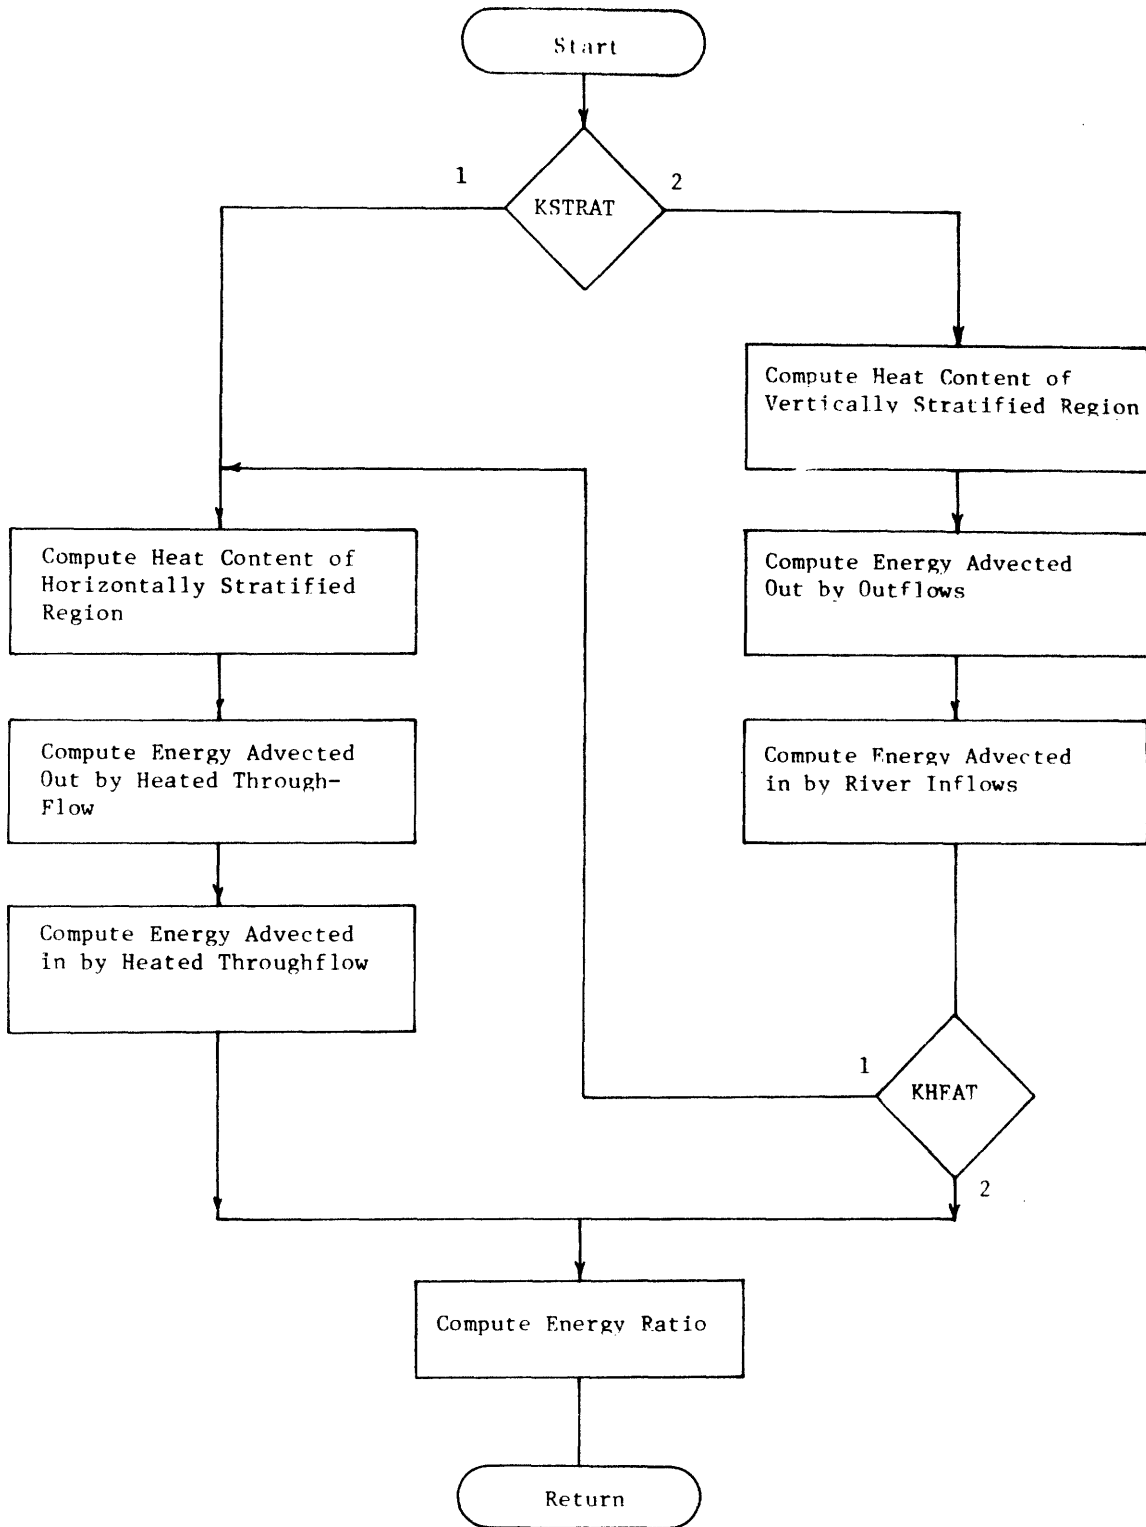 Start
1
2
KSTRAT
Compute Heat Content of
Vertically Stratified Region
Compute Heat Content of
Horizontally Stratified
Region
Compute Energy Advected
Out by Outflows
Compute Energy Advected
Out by Heated Through-
Flow
Compute Energy Advected
in by River Inflows
Compute Energy Advected
in by Heated Throughflow
1
KHEAT
2
Compute Energy Ratio
Return